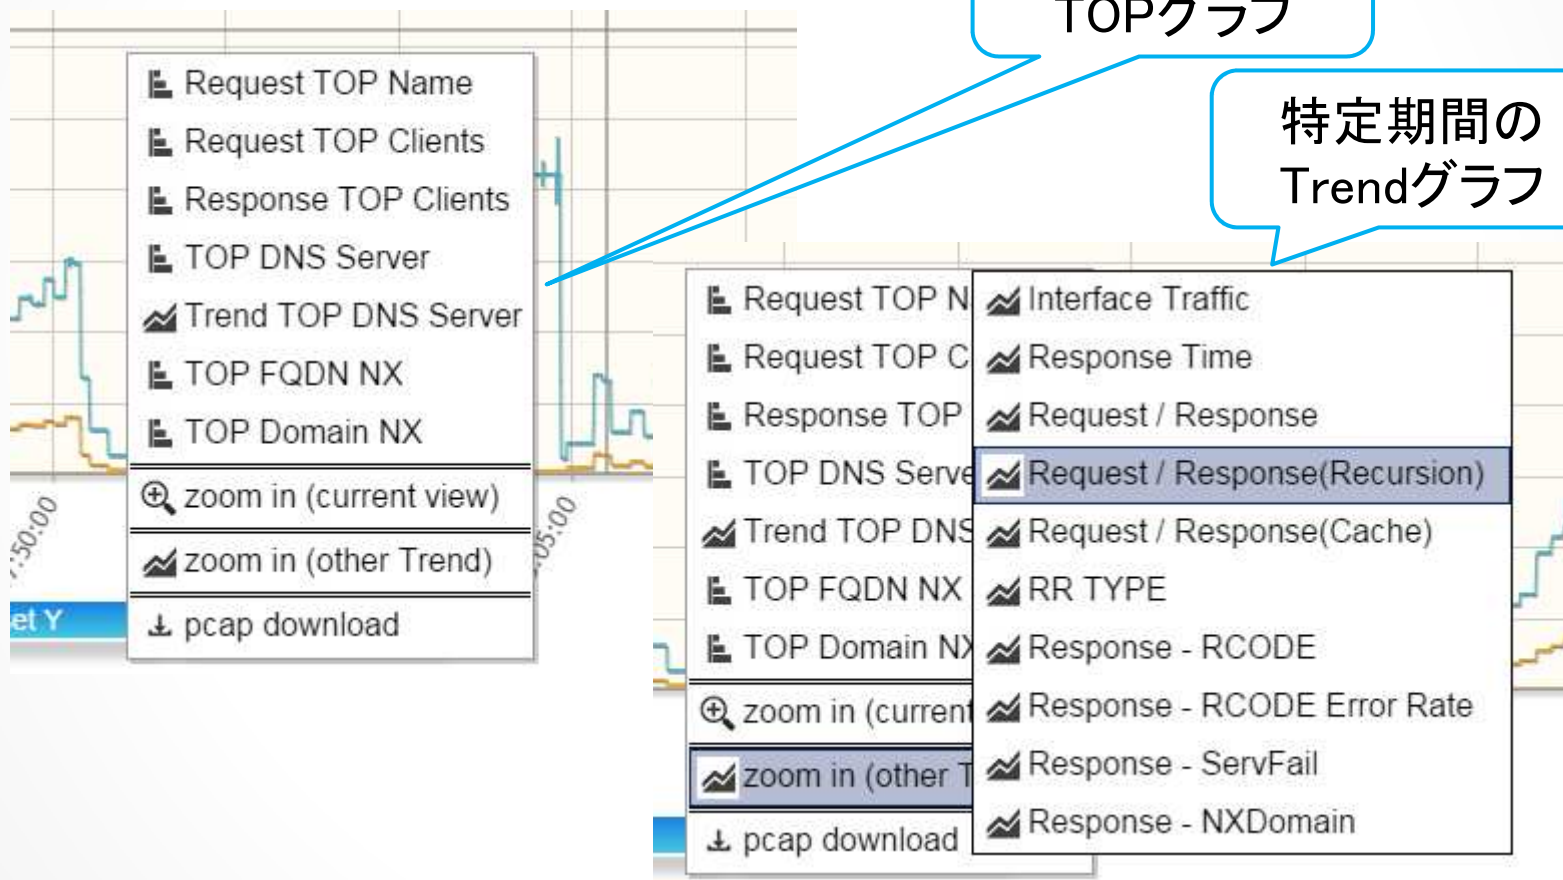 TOPグラフ
特定期間の
Trendグラフ
Request TOP Name
Request TOP Clients
Response TOP Clients
TOP DNS Server
Trend TOP DNS Server
TOP FQDN NX
TOP Domain NX
zoom in (current view)
zoom in (other Trend)
pcap download
:50:00
:05:00
et Y
Request TOP N
Request TOP C
Response TOP
TOP DNS Serve
Trend TOP DNS
TOP FQDN NX
TOP Domain NX
zoom in (current
zoom in (other T
pcap download
Interface Traffic
Response Time
Request / Response
Request / Response(Recursion)
Request / Response(Cache)
RR TYPE
Response - RCODE
Response - RCODE Error Rate
Response - ServFail
Response - NXDomain